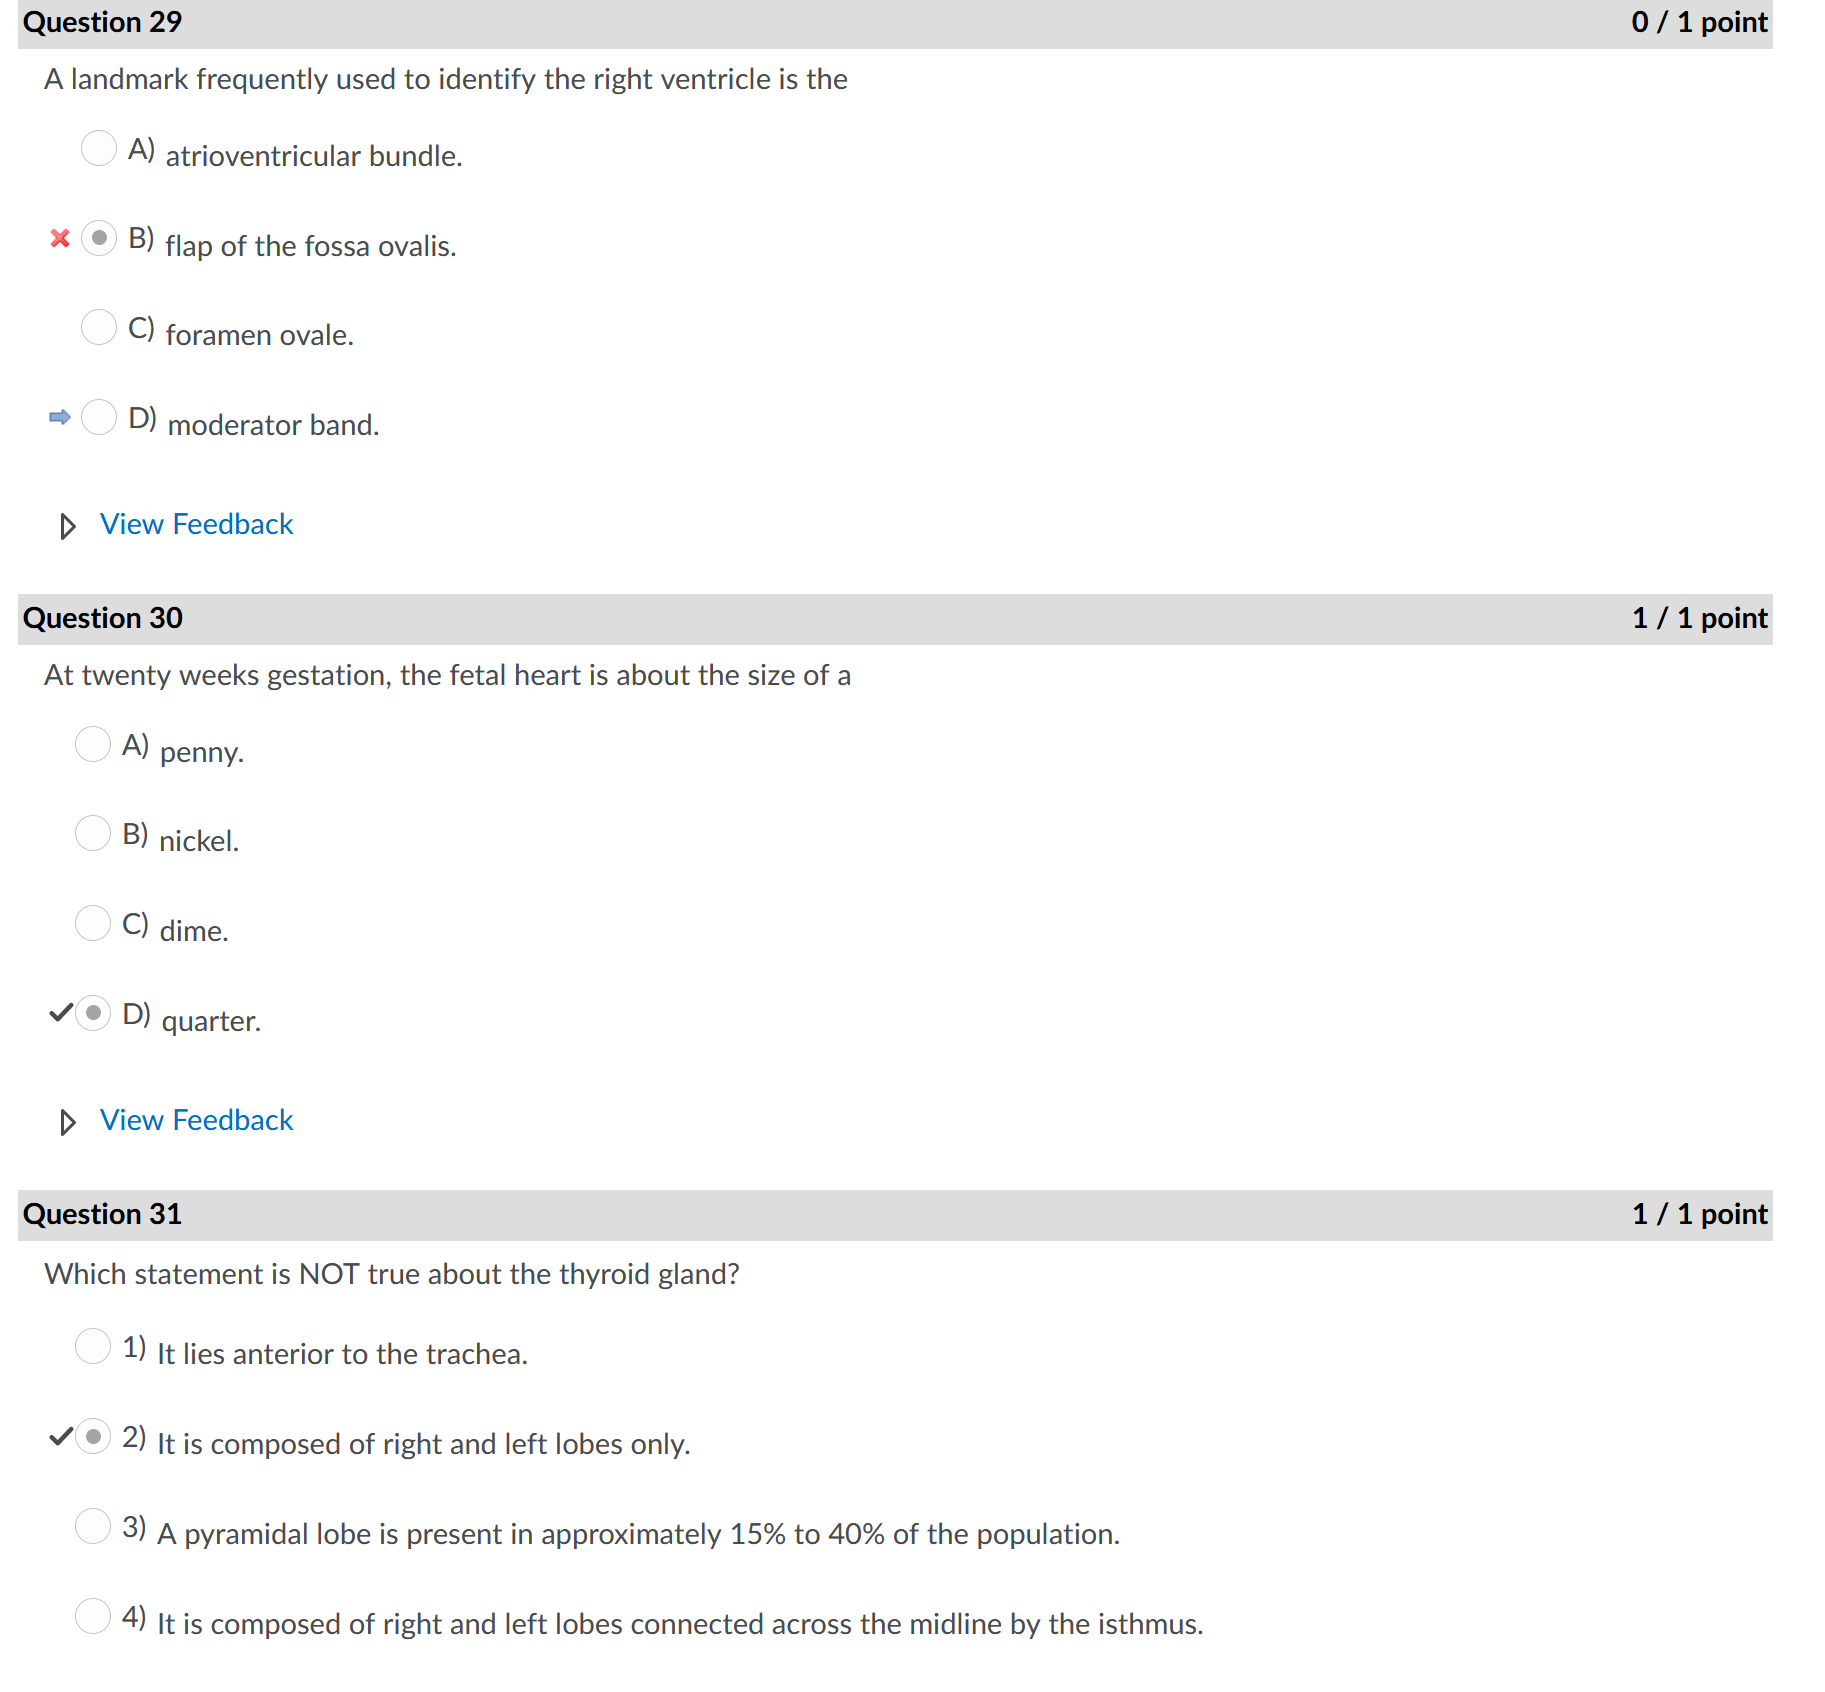 Question 29 0 / 1 point
A landmark frequently used to identify the right ventricle is the
A) atrioventricular bundle.
B) flap of the fossa ovalis.
C) foramen ovale.
D) moderator band.
View Feedback
Question 30 1 / 1 point
At twenty weeks gestation, the fetal heart is about the size of a
A) penny.
B) nickel.
C) dime.
D) quarter.
View Feedback
Question 31 1 / 1 point
Which statement is NOT true about the thyroid gland?
1) It lies anterior to the trachea.
2) It is composed of right and left lobes only.
3) A pyramidal lobe is present in approximately 15% to 40% of the population.
4) It is composed of right and left lobes connected across the midline by the isthmus.